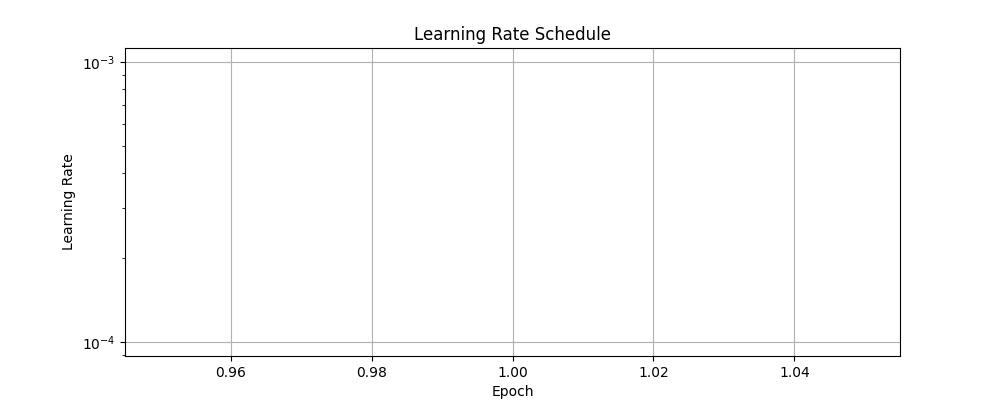 Learning Rate Schedule
10⁻³
10⁻⁴
Learning Rate
0.96 0.98 1.00 1.02 1.04
Epoch